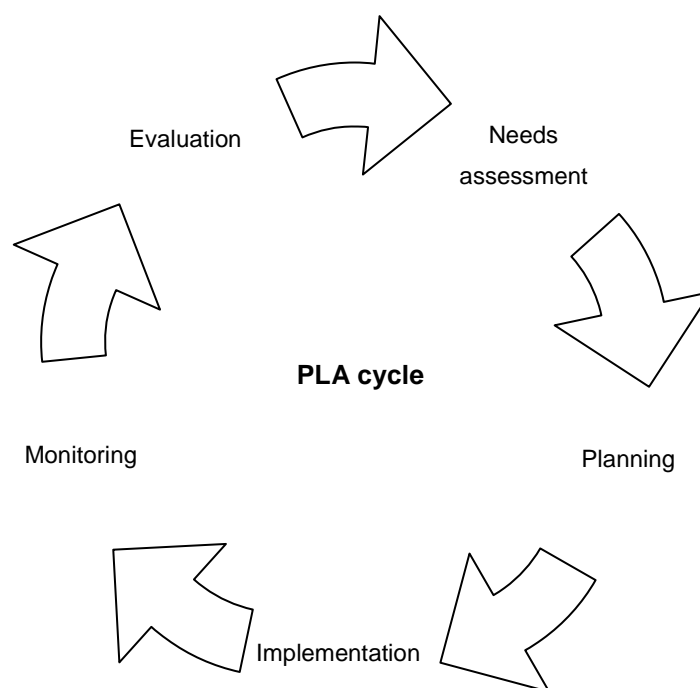 Evaluation
Needs
assessment
PLA cycle
Monitoring
Planning
Implementation